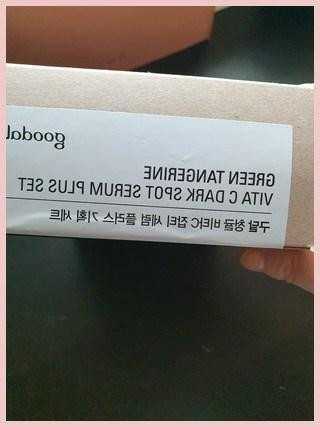 goodal
GREEN TANGERINE
VITA C DARK SPOT SERUM PLUS SET
구달 청귤 비타C 잡티 세럼 플러스 기획 세트